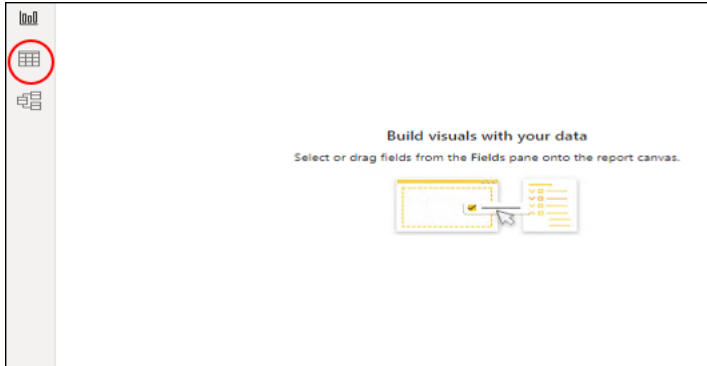 Build visuals with your data
Select or drag fields from the Fields pane onto the report canvas.